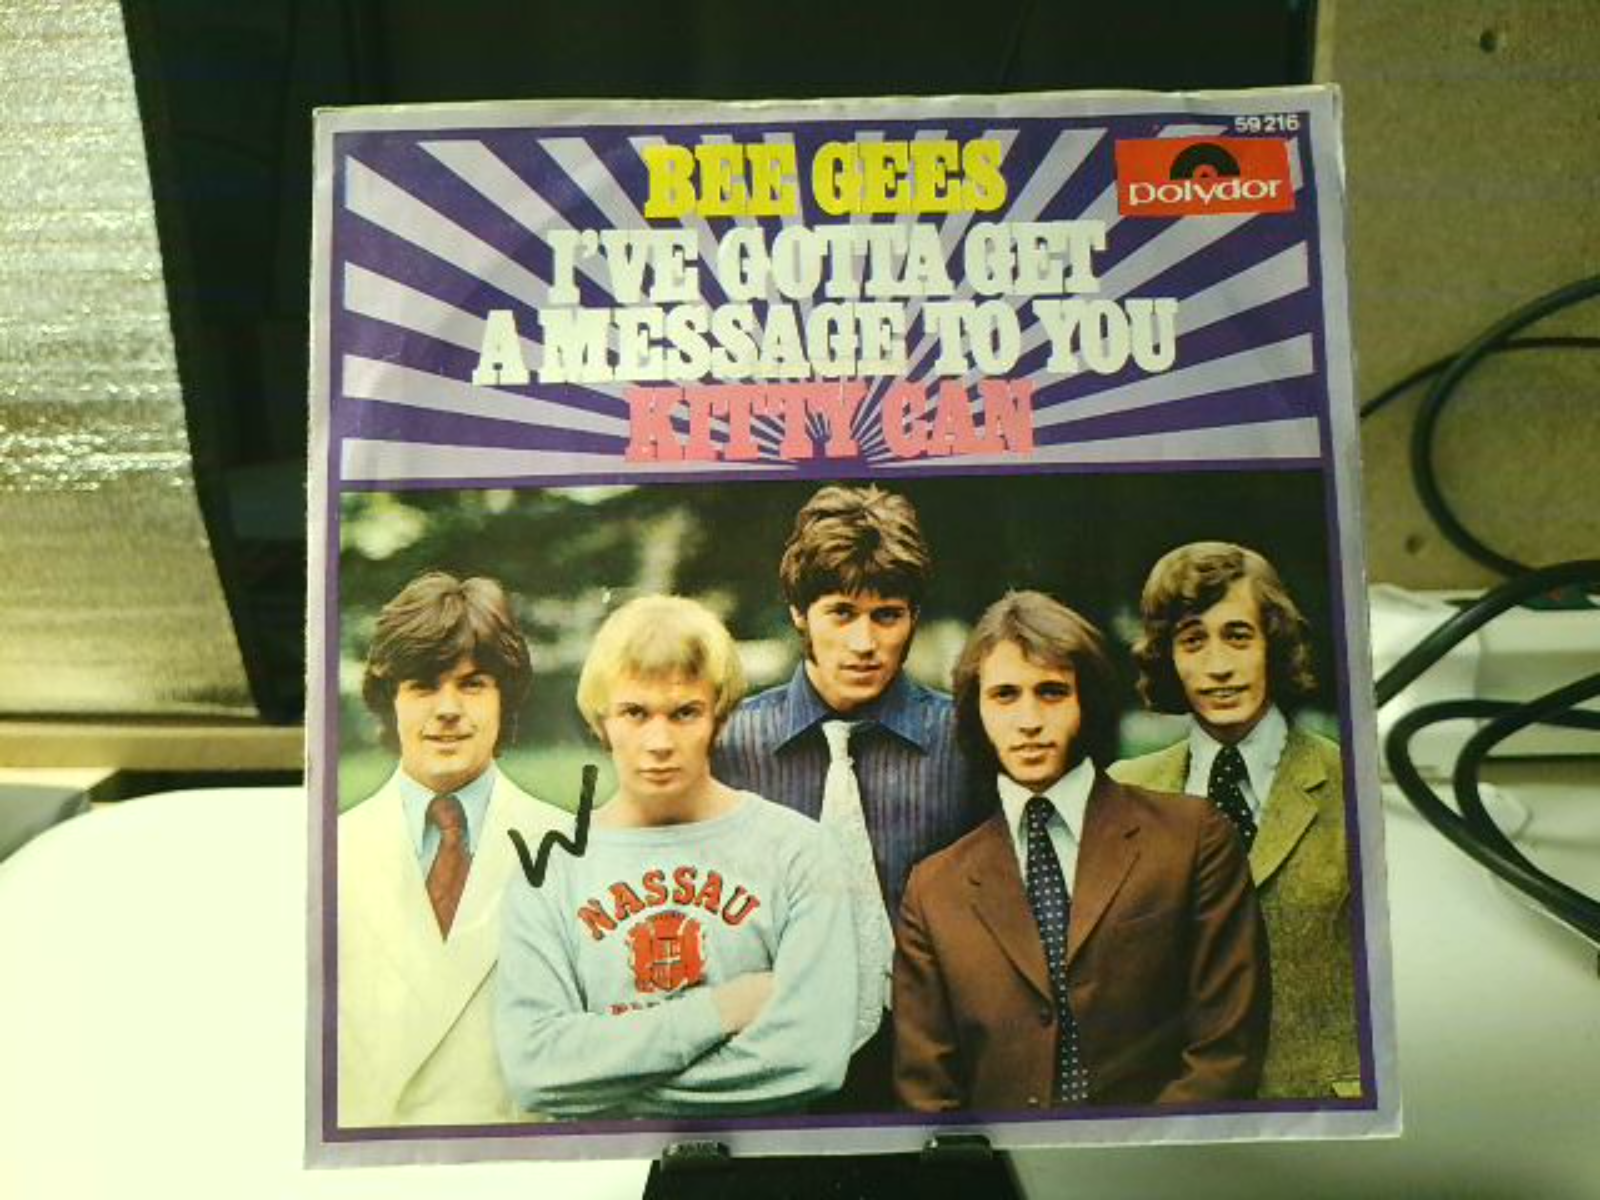 59 216
BEE GEES
polydor
I'VE GOTTA GET
A MESSAGE TO YOU
KITTY CAN
W
NASSAU